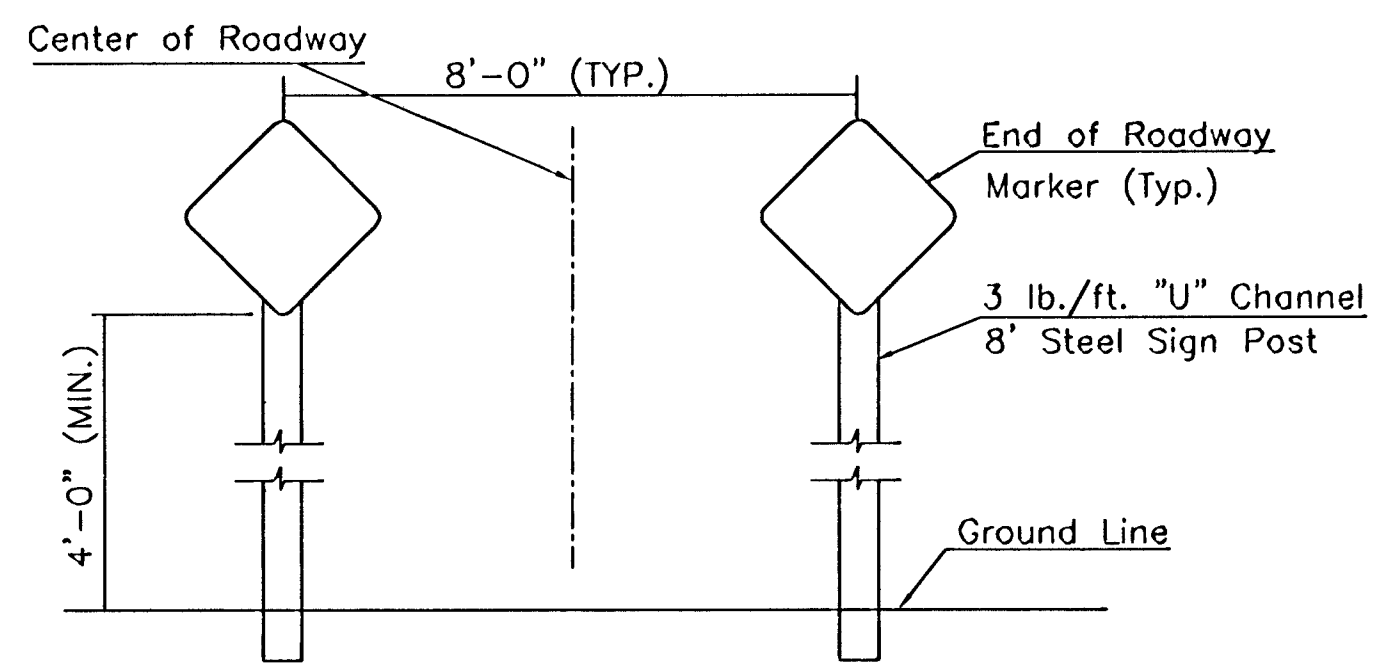 Center of Roadway
8'-0" (TYP.)
End of Roadway
Marker (Typ.)
3 lb./ft. "U" Channel
8' Steel Sign Post
4'-0" (MIN.)
Ground Line